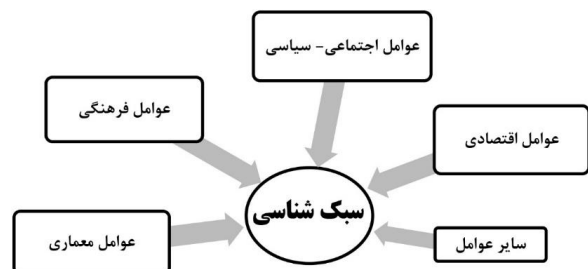 عوامل اجتماعی- سیاسی
عوامل فرهنگی
عوامل اقتصادی
سبک شناسی
عوامل معماری
سایر عوامل